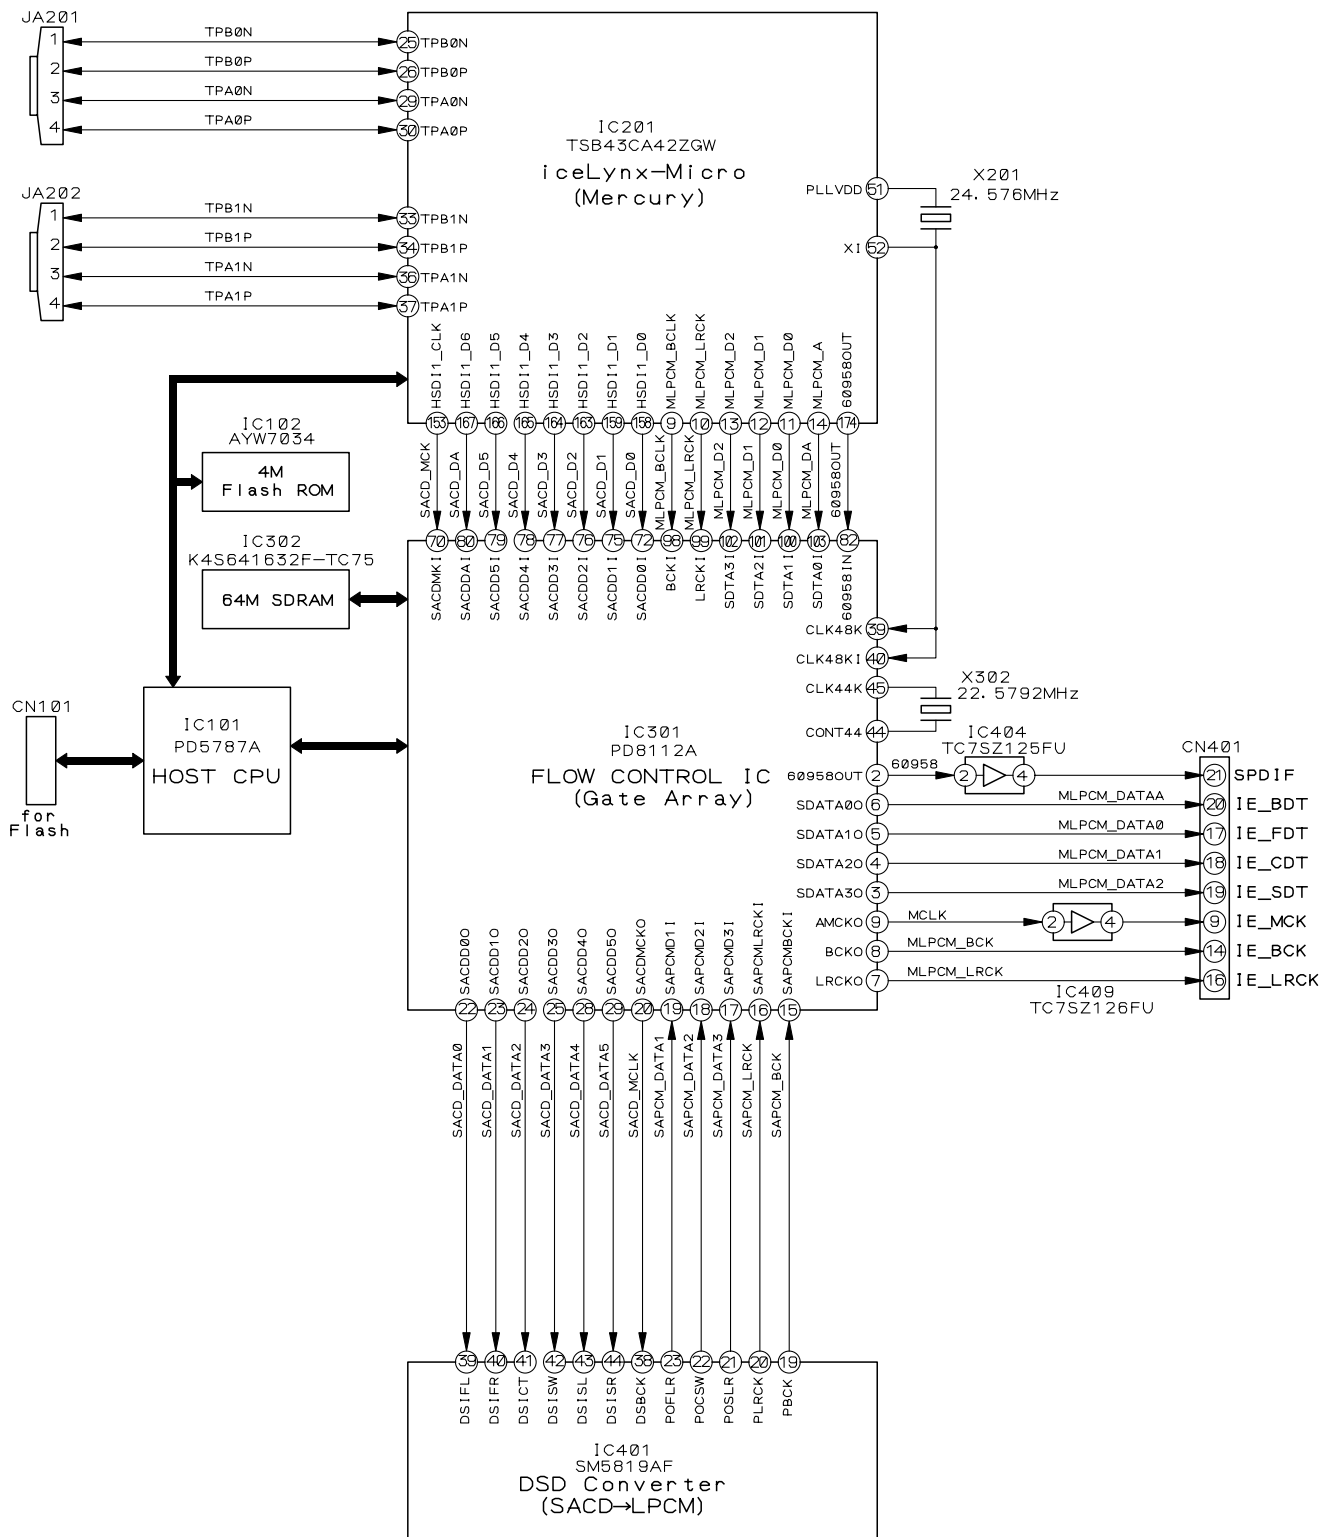 JA201
1 TPB0N 25 TPB0N
2 TPB0P 26 TPB0P
3 TPA0N 29 TPA0N
4 TPA0P 30 TPA0P
IC201
TSB43CA42ZGW
iceLynx-Micro
(Mercury)
JA202
1 TPB1N 33 TPB1N
2 TPB1P 34 TPB1P
3 TPA1N 36 TPA1N
4 TPA1P 37 TPA1P
PLLVDD 51
XI 52
X201
24.576MHz
HSDI1_CLK HSDI1_D6 HSDI1_D5 HSDI1_D4 HSDI1_D3 HSDI1_D2 HSDI1_D1 HSDI1_D0 MLPCM_BCLK MLPCM_LRCK MLPCM_D2 MLPCM_D1 MLPCM_D0 MLPCM_A 60958OUT
153 167 166 165 164 163 159 158 9 10 13 12 11 14 174
SACD_MCK SACD_DA SACD_D5 SACD_D4 SACD_D3 SACD_D2 SACD_D1 SACD_D0 MLPCM_BCLK MLPCM_LRCK MLPCM_D2 MLPCM_D1 MLPCM_D0 MLPCM_DA 60958OUT
70 80 79 78 77 76 75 72 98 99 102 101 100 103 82
SACDMKI SACDDAI SACDD5I SACDD4I SACDD3I SACDD2I SACDD1I SACDD0I BCKI LRCKI SDTA3I SDTA2I SDTA1I SDTA0I 60958IN
IC102
AYW7034
4M
Flash ROM
IC302
K4S641632F-TC75
64M SDRAM
CN101
for
Flash
IC101
PD5787A
HOST CPU
IC301
PD8112A
FLOW CONTROL IC
(Gate Array)
CLK48K 39
CLK48KI 40
CLK44K 45
CONT44 44
X302
22.5792MHz
IC404
TC7SZ125FU
CN401
60958OUT 2 60958 2 4 21 SPDIF
SDATA0O 6 MLPCM_DATAA 20 IE_BDT
SDATA1O 5 MLPCM_DATA0 17 IE_FDT
SDATA2O 4 MLPCM_DATA1 18 IE_CDT
SDATA3O 3 MLPCM_DATA2 19 IE_SDT
AMCKO 9 MCLK 2 4 9 IE_MCK
BCKO 8 MLPCM_BCK 14 IE_BCK
LRCKO 7 MLPCM_LRCK 16 IE_LRCK
IC409
TC7SZ126FU
SACDD0O SACDD1O SACDD2O SACDD3O SACDD4O SACDD5O SACDMCKO SAPCMD1I SAPCMD2I SAPCMD3I SAPCMLRCKI SAPCMBCKI
22 23 24 25 28 29 20 19 18 17 16 15
SACD_DATA0 SACD_DATA1 SACD_DATA2 SACD_DATA3 SACD_DATA4 SACD_DATA5 SACD_MCLK SAPCM_DATA1 SAPCM_DATA2 SAPCM_DATA3 SAPCM_LRCK SAPCM_BCK
39 40 41 42 43 44 38 23 22 21 20 19
DSIFL DSIFR DSICT DSISW DSISL DSISR DSBCK POFLR POCSW POSLR PLRCK PBCK
IC401
SM5819AF
DSD Converter
(SACD→LPCM)